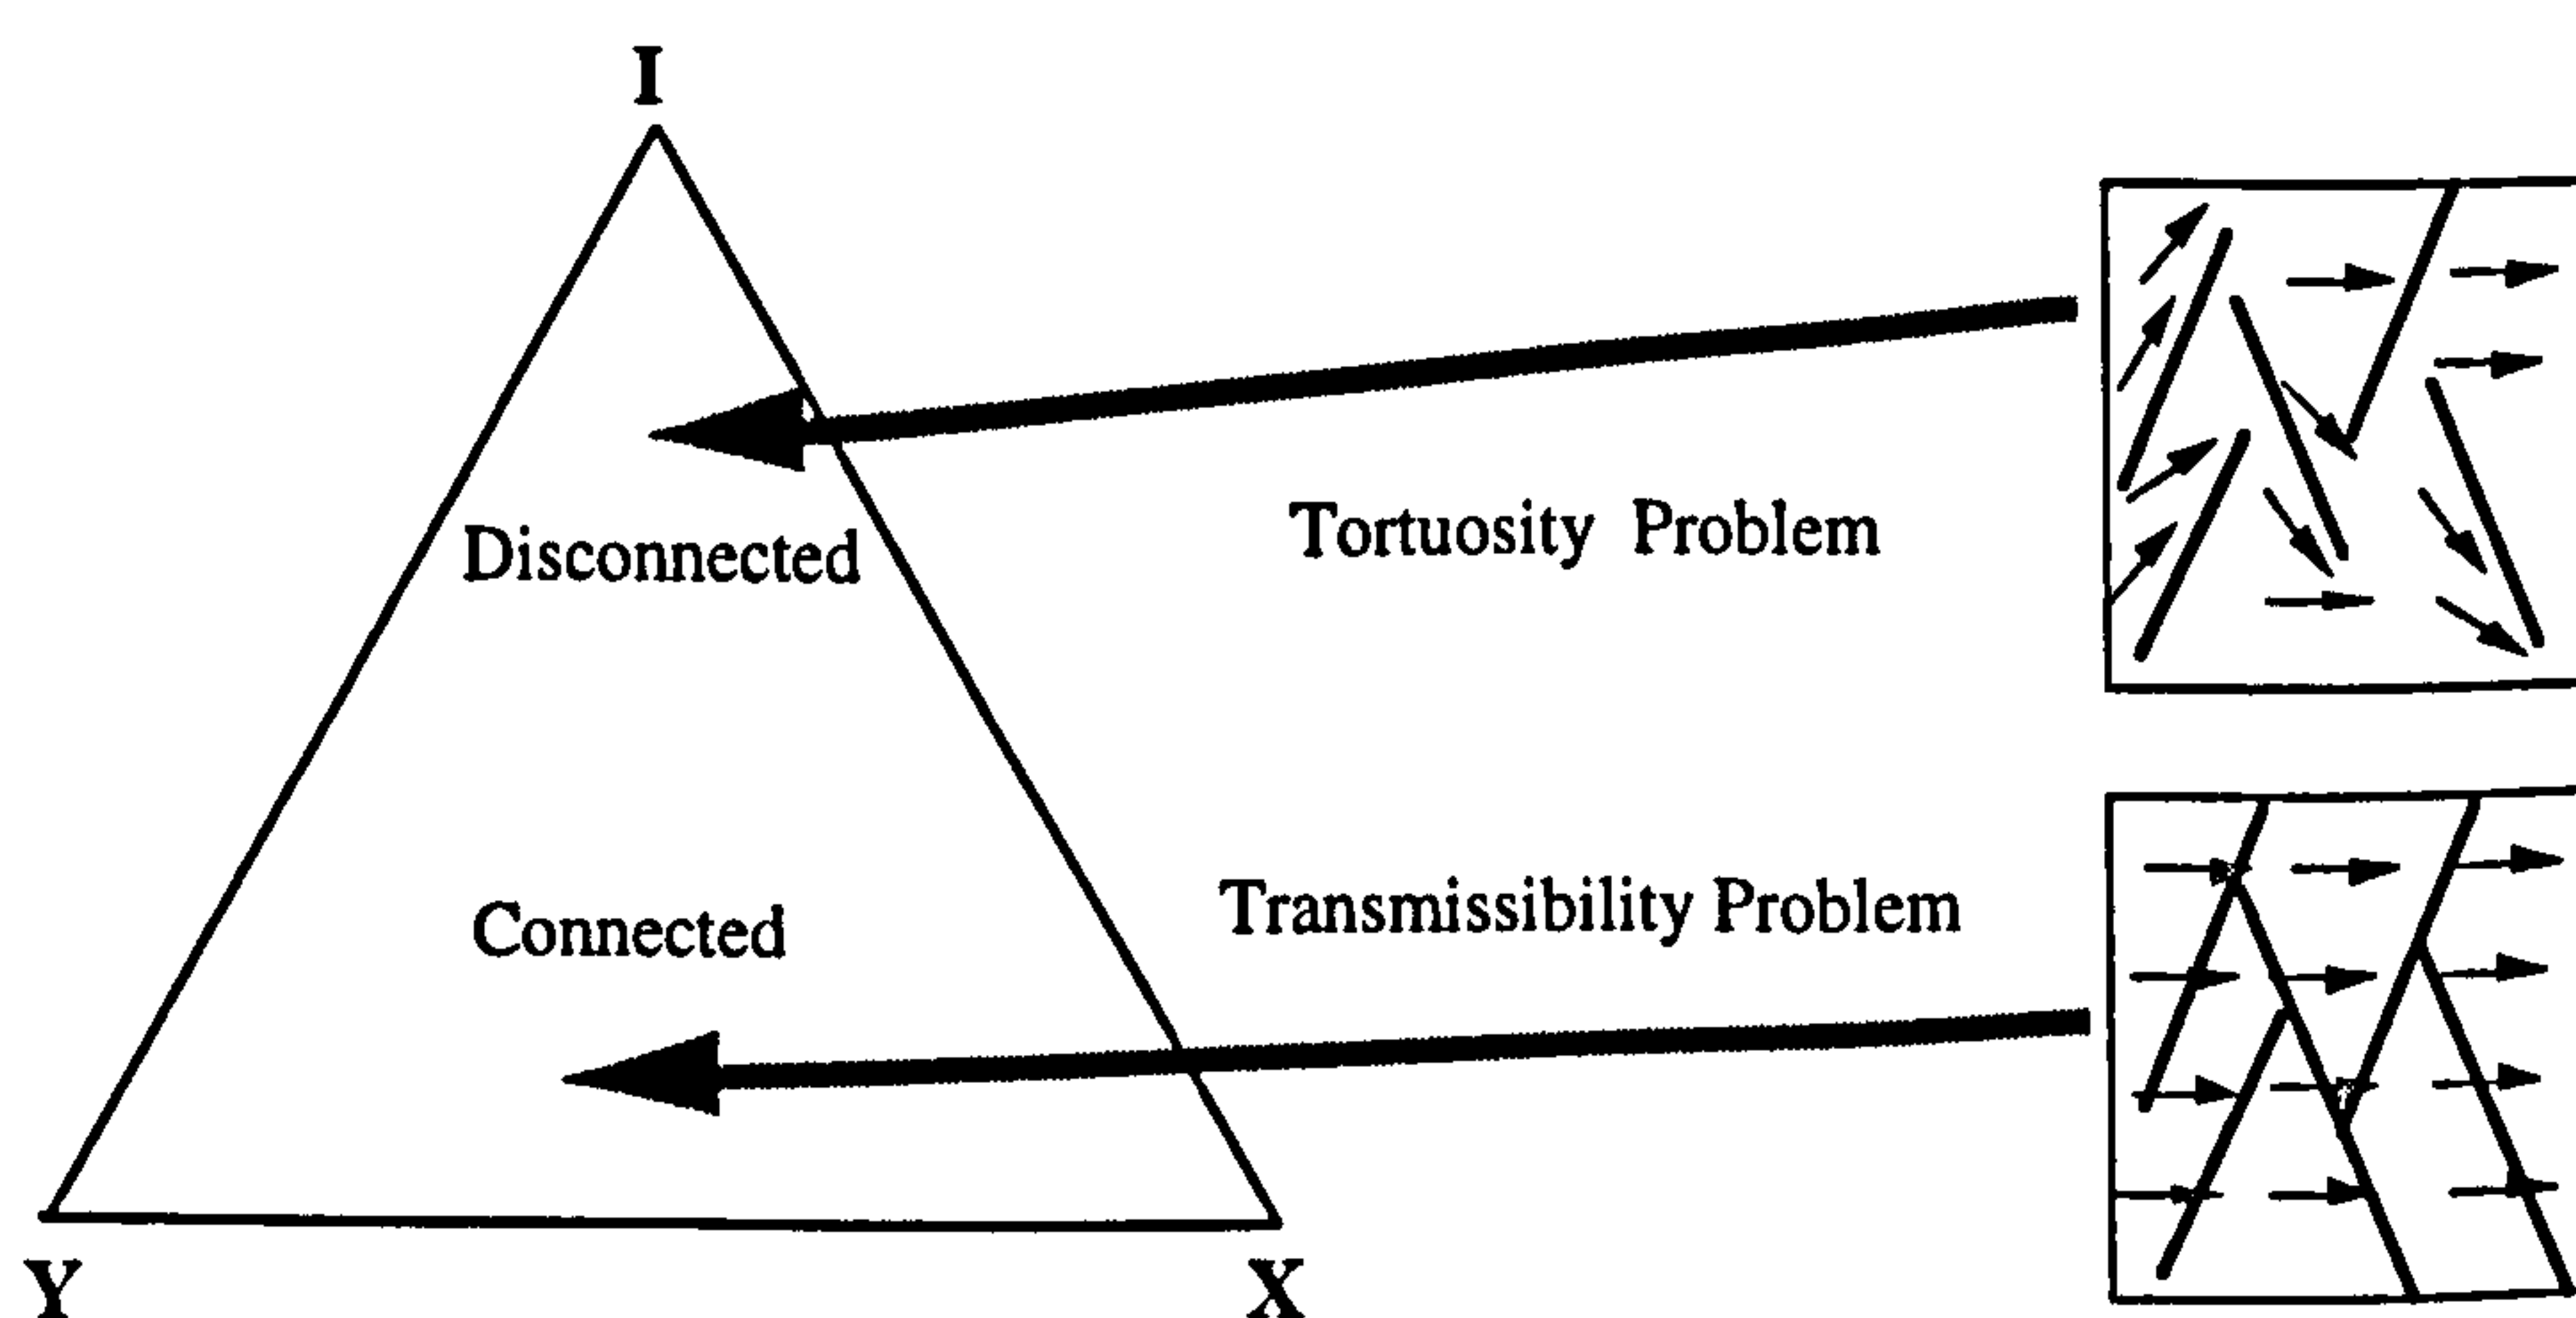 I
Disconnected
Tortuosity Problem
Connected
Transmissibility Problem
Y
X